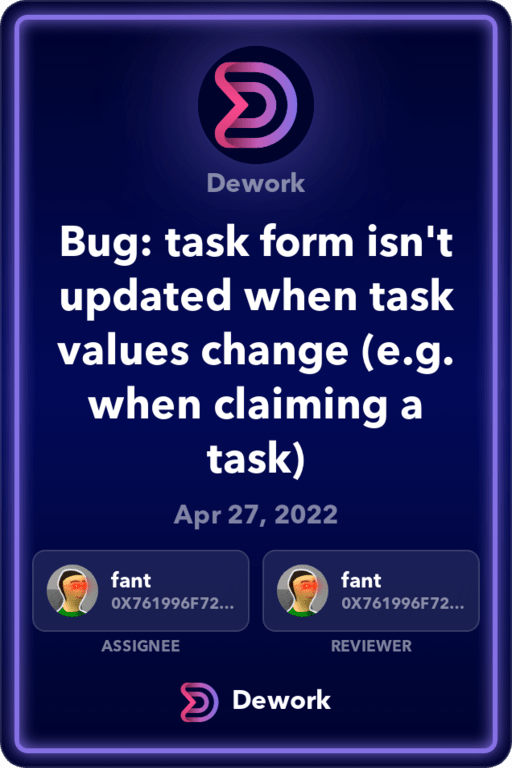 Dework
Bug: task form isn't
updated when task
values change (e.g.
when claiming a
task)
Apr 27, 2022
fant
0X761996F72...
ASSIGNEE
fant
0X761996F72...
REVIEWER
Dework